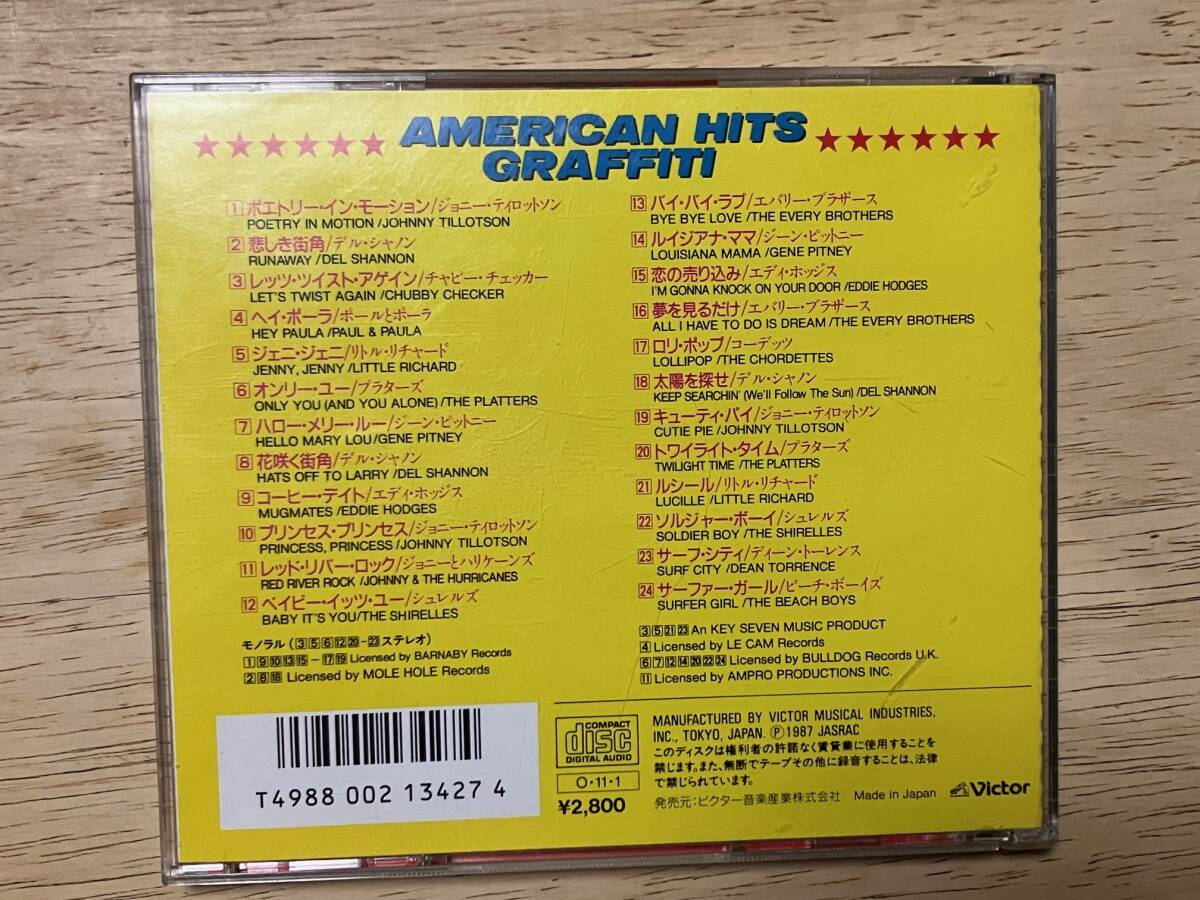 AMERICAN HITS
GRAFFITI
1 ポエトリー・イン・モーション/ジョニー・ティロットソン
POETRY IN MOTION /JOHNNY TILLOTSON
2 悲しき街角/デル・シャノン
RUNAWAY /DEL SHANNON
3 レッツ・ツイスト・アゲイン/チャビー・チェッカー
LET'S TWIST AGAIN /CHUBBY CHECKER
4 ヘイ・ポーラ/ポールとポーラ
HEY PAULA /PAUL & PAULA
5 ジェニ・ジェニ/リトル・リチャード
JENNY, JENNY /LITTLE RICHARD
6 オンリー・ユー/プラターズ
ONLY YOU (AND YOU ALONE) /THE PLATTERS
7 ハロー・メリー・ルー/ジーン・ピットニー
HELLO MARY LOU /GENE PITNEY
8 花咲く街角/デル・シャノン
HATS OFF TO LARRY /DEL SHANNON
9 コーヒー・デイト/エディ・ホッジス
MUGMATES /EDDIE HODGES
10 プリンセス・プリンセス/ジョニー・ティロットソン
PRINCESS, PRINCESS /JOHNNY TILLOTSON
11 レッド・リバー・ロック/ジョニーとハリケーンズ
RED RIVER ROCK /JOHNNY & THE HURRICANES
12 ベイビー・イッツ・ユー/シュレルズ
BABY IT'S YOU/THE SHIRELLES
モノラル (3 5 6 12 20-23 ステレオ)
1 9 10 13 15 - 17 19 Licensed by BARNABY Records
2 8 18 Licensed by MOLE HOLE Records
13 バイ・バイ・ラブ/エバリー・ブラザース
BYE BYE LOVE /THE EVERY BROTHERS
14 ルイジアナ・ママ/ジーン・ピットニー
LOUISIANA MAMA /GENE PITNEY
15 恋の売り込み/エディ・ホッジス
I'M GONNA KNOCK ON YOUR DOOR /EDDIE HODGES
16 夢を見るだけ/エバリー・ブラザース
ALL I HAVE TO DO IS DREAM /THE EVERY BROTHERS
17 ロリ・ポップ/コーデッツ
LOLLIPOP /THE CHORDETTES
18 太陽を探せ/デル・シャノン
KEEP SEARCHIN' (We'll Follow The Sun) /DEL SHANNON
19 キューティ・パイ/ジョニー・ティロットソン
CUTIE PIE /JOHNNY TILLOTSON
20 トワイライト・タイム/プラターズ
TWILIGHT TIME /THE PLATTERS
21 ルシール/リトル・リチャード
LUCILLE /LITTLE RICHARD
22 ソルジャー・ボーイ/シュレルズ
SOLDIER BOY /THE SHIRELLES
23 サーフ・シティ/ディーン・トーレンス
SURF CITY /DEAN TORRENCE
24 サーファー・ガール/ビーチ・ボーイズ
SURFER GIRL /THE BEACH BOYS
3 5 21 23 An KEY SEVEN MUSIC PRODUCT
4 Licensed by LE CAM Records
6 7 12 14 20 22 24 Licensed by BULLDOG Records U.K.
11 Licensed by AMPRO PRODUCTIONS INC.
T4988 002 13427 4
COMPACT
disc
DIGITAL AUDIO
O・11・1
¥2,800
MANUFACTURED BY VICTOR MUSICAL INDUSTRIES,
INC., TOKYO, JAPAN. Ⓟ 1987 JASRAC
このディスクは権利者の許諾なく賃貸業に使用することを
禁じます。また、無断でテープその他に録音することは、法律
で禁じられています。
発売元:ビクター音楽産業株式会社 Made in Japan Victor